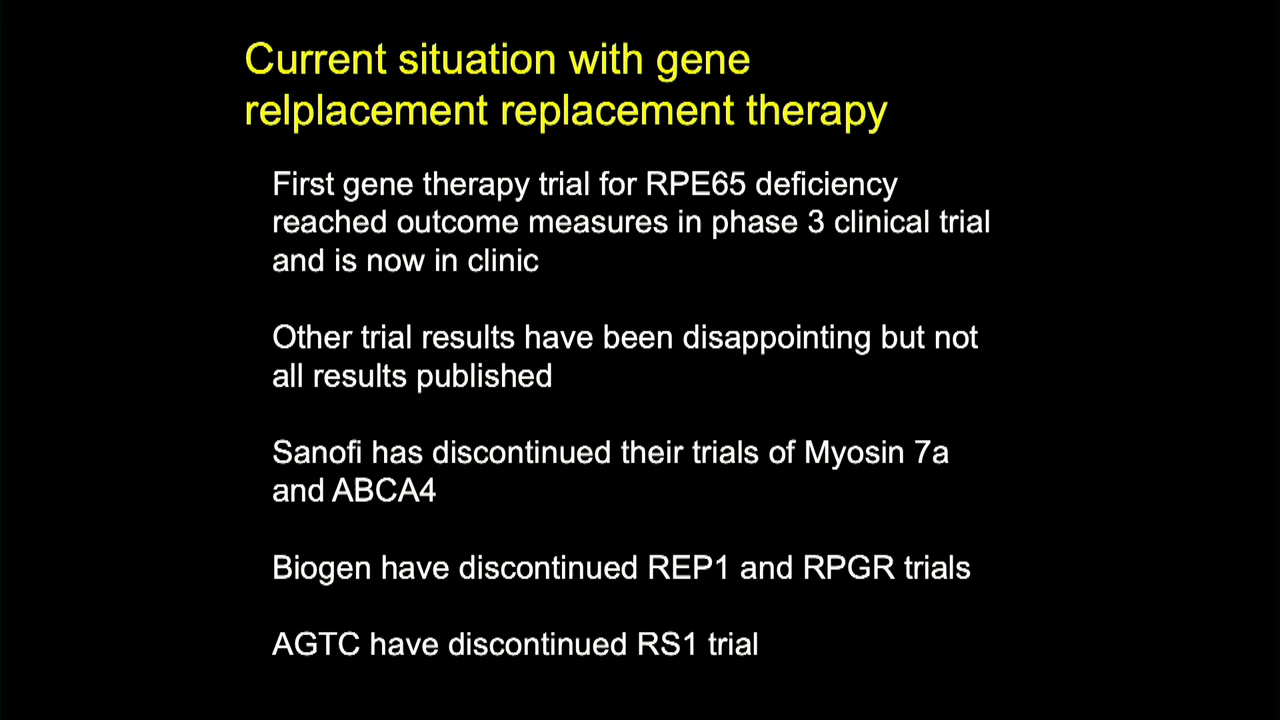 Current situation with gene
relplacement replacement therapy
First gene therapy trial for RPE65 deficiency
reached outcome measures in phase 3 clinical trial
and is now in clinic
Other trial results have been disappointing but not
all results published
Sanofi has discontinued their trials of Myosin 7a
and ABCA4
Biogen have discontinued REP1 and RPGR trials
AGTC have discontinued RS1 trial